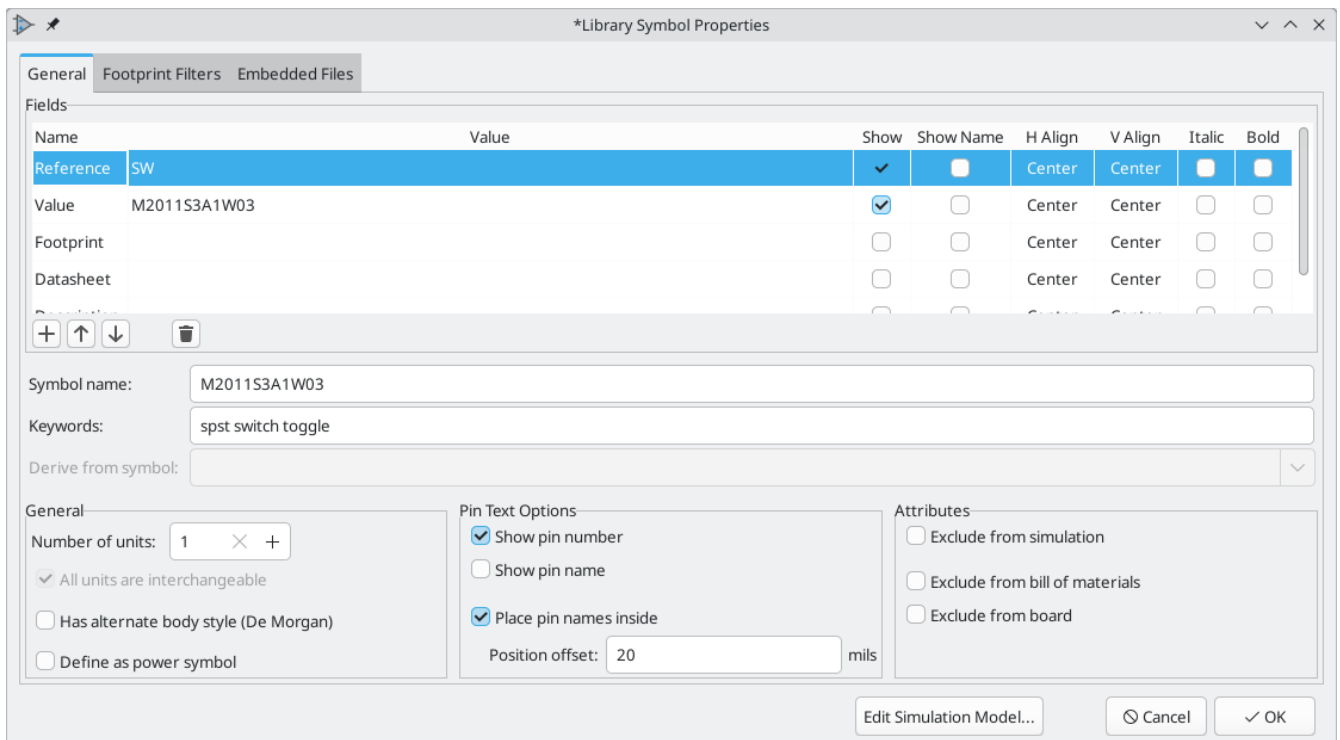 *Library Symbol Properties
General Footprint Filters Embedded Files
Fields
Name Value Show Show Name H Align V Align Italic Bold
Reference SW Center Center
Value M2011S3A1W03 Center Center
Footprint Center Center
Datasheet Center Center
Symbol name: M2011S3A1W03
Keywords: spst switch toggle
Derive from symbol:
General
Number of units: 1
All units are interchangeable
Has alternate body style (De Morgan)
Define as power symbol
Pin Text Options
Show pin number
Show pin name
Place pin names inside
Position offset: 20 mils
Attributes
Exclude from simulation
Exclude from bill of materials
Exclude from board
Edit Simulation Model... Cancel OK